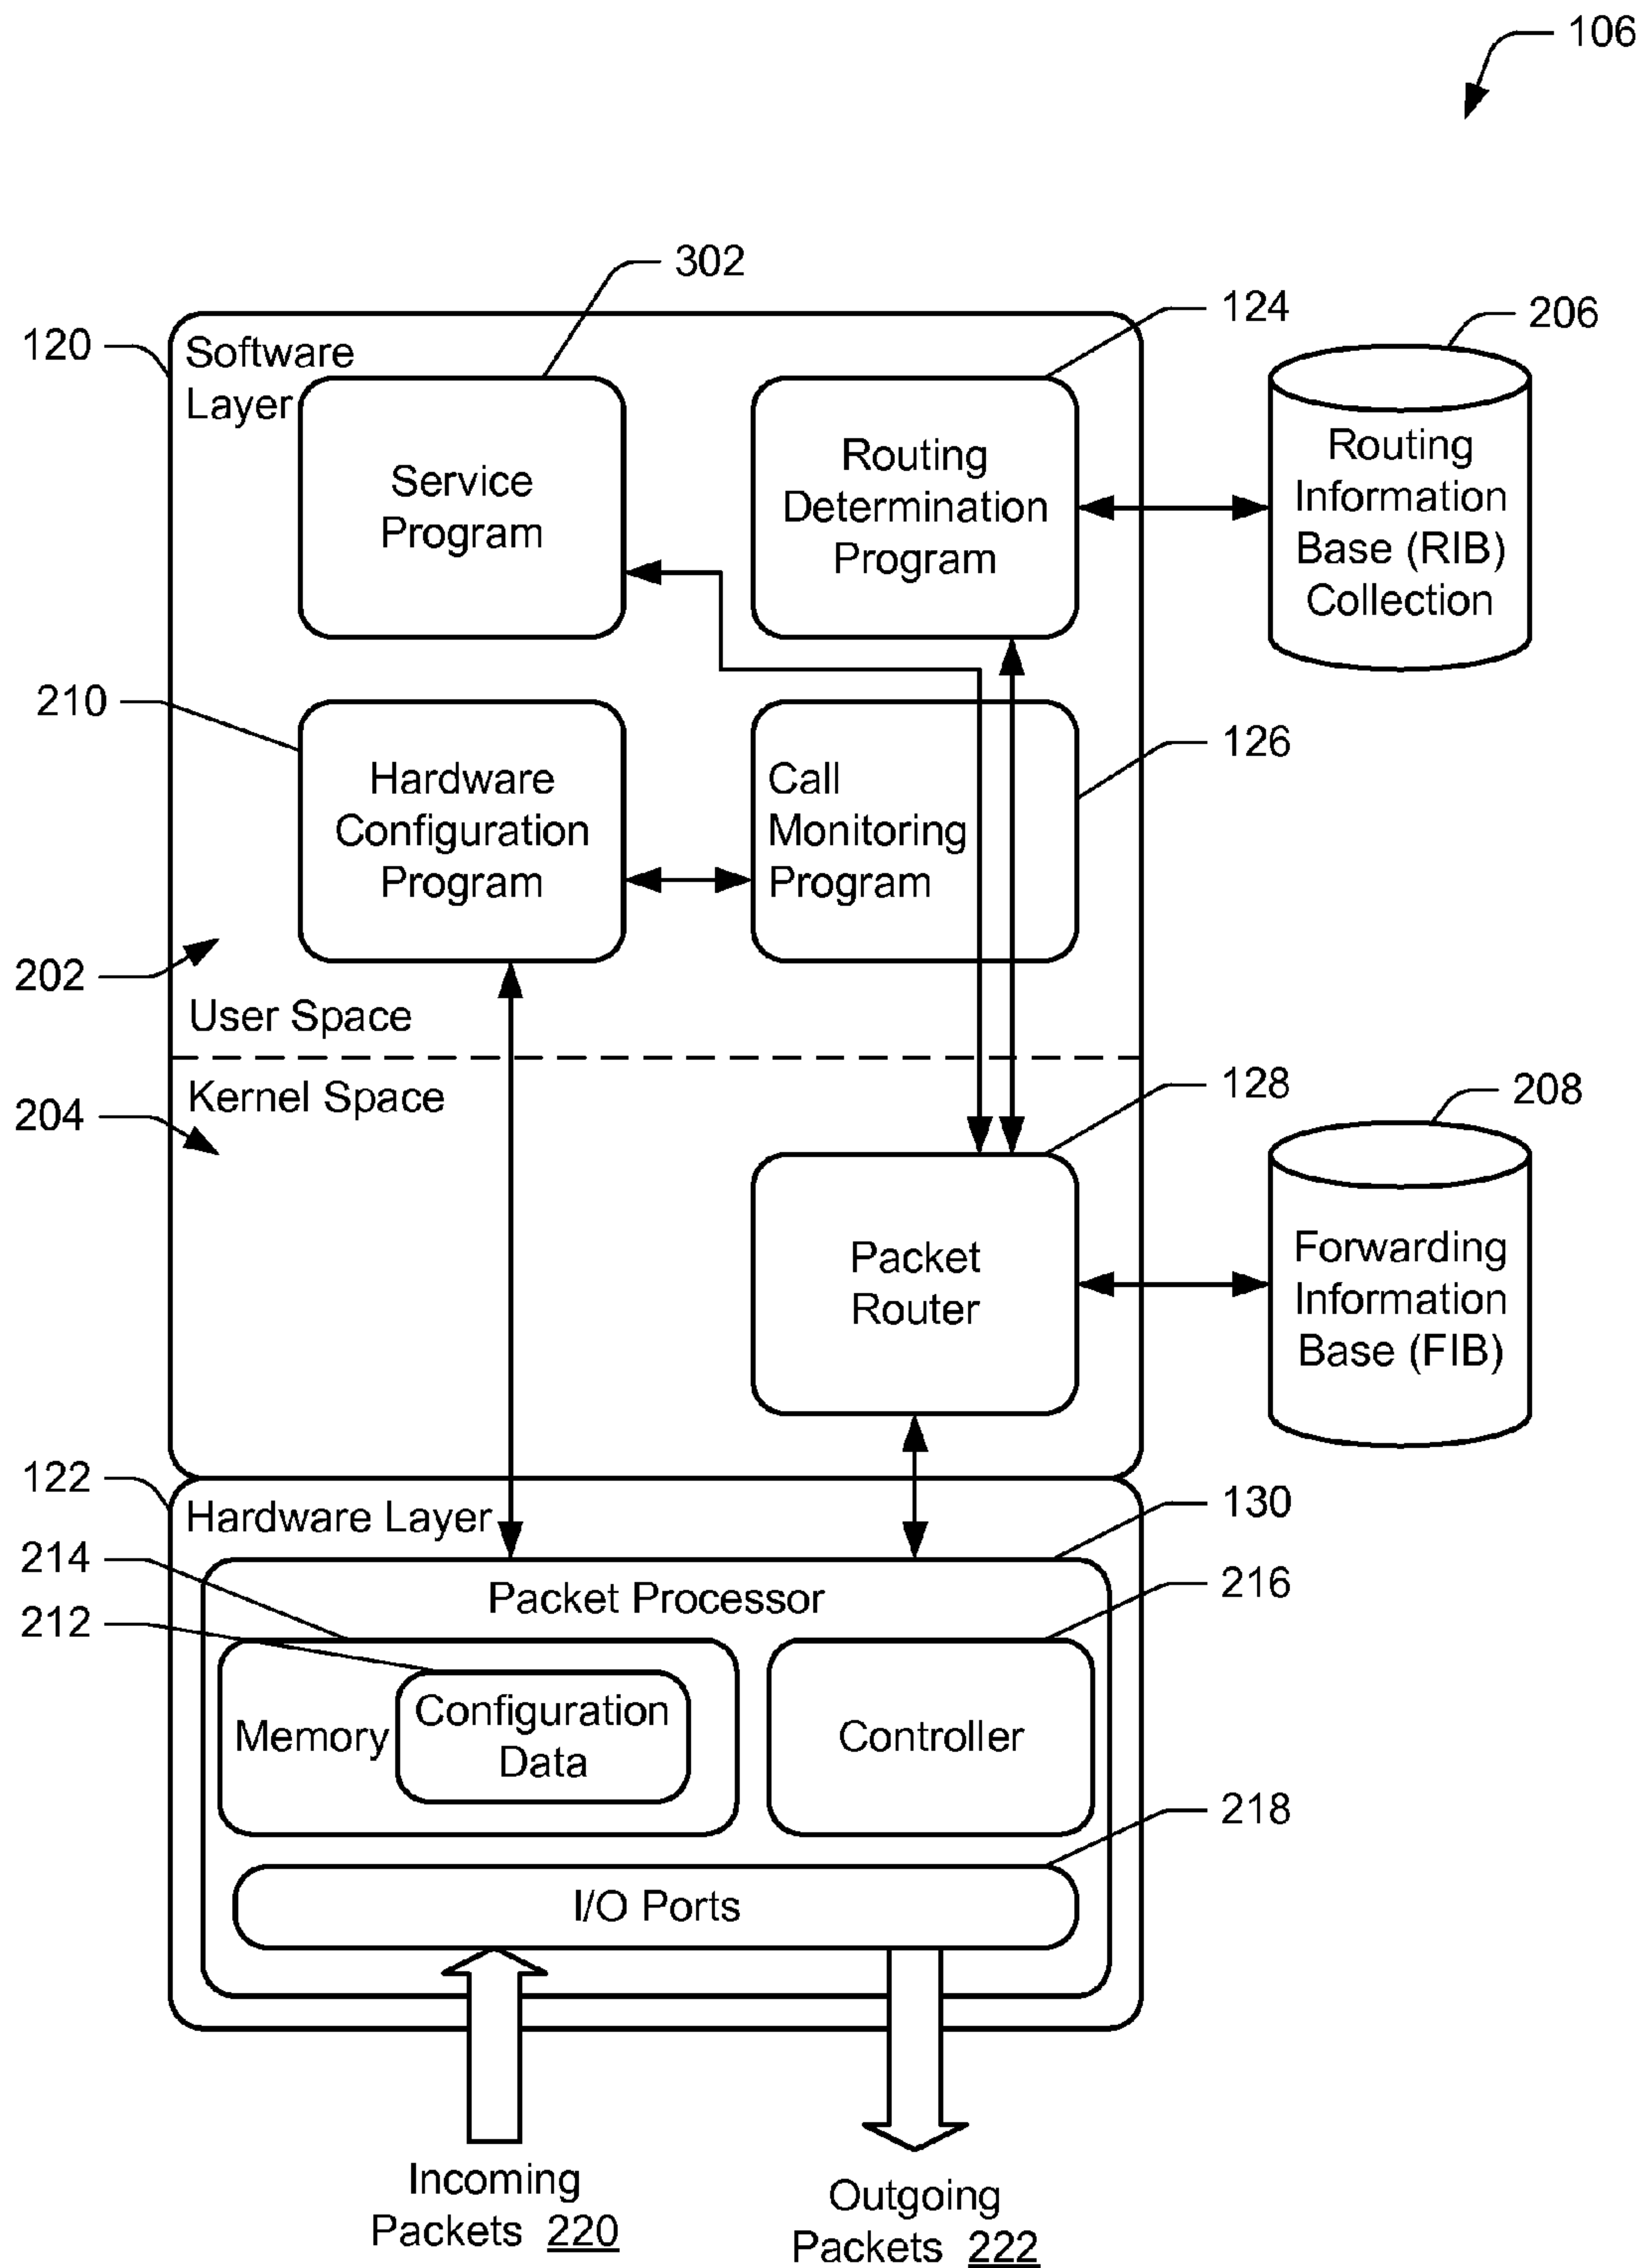 106
302
124
206
120
Software
Layer
Service
Program
Routing
Determination
Program
Routing
Information
Base (RIB)
Collection
210
126
Hardware
Configuration
Program
Call
Monitoring
Program
202
User Space
Kernel Space
204
128
208
Packet
Router
Forwarding
Information
Base (FIB)
122
Hardware Layer
130
214
216
212
Packet Processor
Memory
Configuration
Data
Controller
218
I/O Ports
Incoming
Packets 220
Outgoing
Packets 222